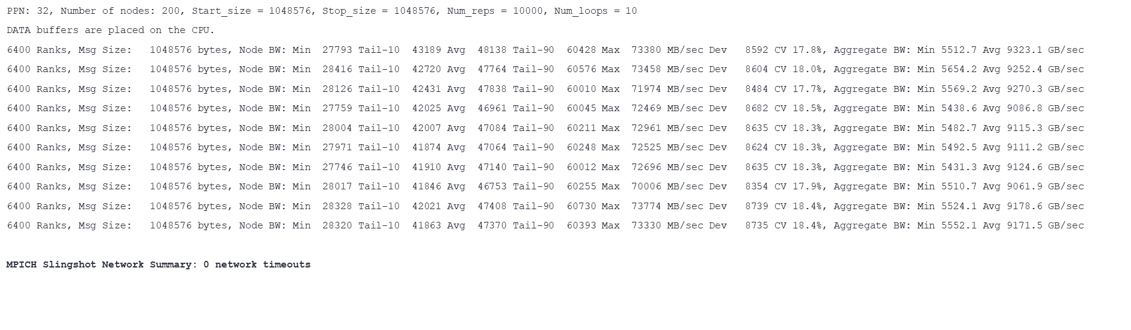 PPN: 32, Number of nodes: 200, Start_size = 1048576, Stop_size = 1048576, Num_reps = 10000, Num_loops = 10
DATA buffers are placed on the CPU.
6400 Ranks, Msg Size:   1048576 bytes, Node BW: Min  27793 Tail-10  43189 Avg  48138 Tail-90  60428 Max  73380 MB/sec Dev   8592 CV 17.8%, Aggregate BW: Min 5512.7 Avg 9323.1 GB/sec
6400 Ranks, Msg Size:   1048576 bytes, Node BW: Min  28416 Tail-10  42720 Avg  47764 Tail-90  60576 Max  73458 MB/sec Dev   8604 CV 18.0%, Aggregate BW: Min 5654.2 Avg 9252.4 GB/sec
6400 Ranks, Msg Size:   1048576 bytes, Node BW: Min  28126 Tail-10  42431 Avg  47838 Tail-90  60010 Max  71974 MB/sec Dev   8484 CV 17.7%, Aggregate BW: Min 5569.2 Avg 9270.3 GB/sec
6400 Ranks, Msg Size:   1048576 bytes, Node BW: Min  27759 Tail-10  42025 Avg  46961 Tail-90  60045 Max  72469 MB/sec Dev   8682 CV 18.5%, Aggregate BW: Min 5438.6 Avg 9086.8 GB/sec
6400 Ranks, Msg Size:   1048576 bytes, Node BW: Min  28004 Tail-10  42007 Avg  47084 Tail-90  60211 Max  72961 MB/sec Dev   8635 CV 18.3%, Aggregate BW: Min 5482.7 Avg 9115.3 GB/sec
6400 Ranks, Msg Size:   1048576 bytes, Node BW: Min  27971 Tail-10  41874 Avg  47064 Tail-90  60248 Max  72525 MB/sec Dev   8624 CV 18.3%, Aggregate BW: Min 5492.5 Avg 9111.2 GB/sec
6400 Ranks, Msg Size:   1048576 bytes, Node BW: Min  27746 Tail-10  41910 Avg  47140 Tail-90  60012 Max  72696 MB/sec Dev   8635 CV 18.3%, Aggregate BW: Min 5431.3 Avg 9124.6 GB/sec
6400 Ranks, Msg Size:   1048576 bytes, Node BW: Min  28017 Tail-10  41846 Avg  46753 Tail-90  60255 Max  70006 MB/sec Dev   8354 CV 17.9%, Aggregate BW: Min 5510.7 Avg 9061.9 GB/sec
6400 Ranks, Msg Size:   1048576 bytes, Node BW: Min  28328 Tail-10  42021 Avg  47408 Tail-90  60730 Max  73774 MB/sec Dev   8739 CV 18.4%, Aggregate BW: Min 5524.1 Avg 9178.6 GB/sec
6400 Ranks, Msg Size:   1048576 bytes, Node BW: Min  28320 Tail-10  41863 Avg  47370 Tail-90  60393 Max  73330 MB/sec Dev   8735 CV 18.4%, Aggregate BW: Min 5552.1 Avg 9171.5 GB/sec
MPICH Slingshot Network Summary: 0 network timeouts